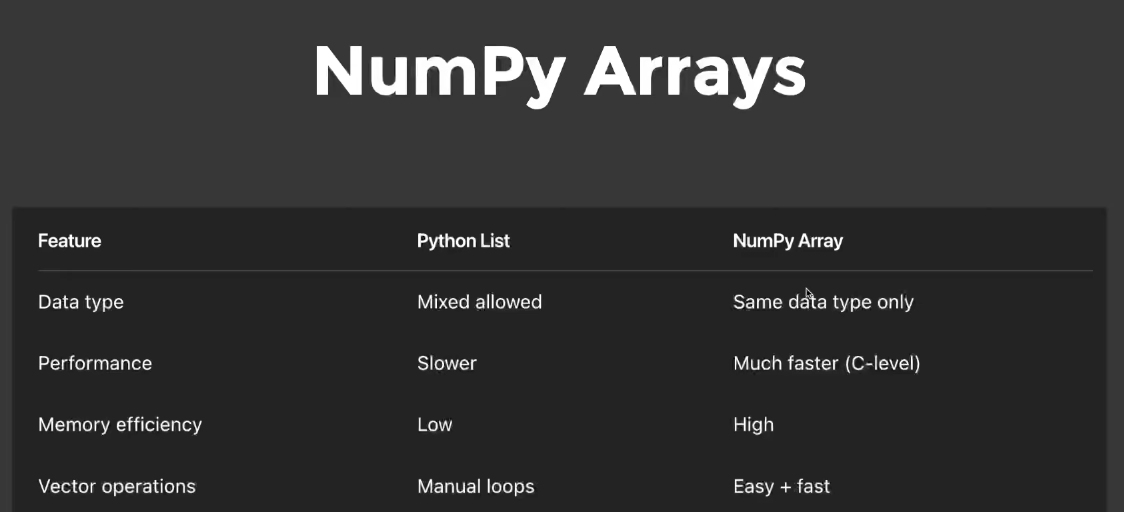 NumPy Arrays
Feature Python List NumPy Array
Data type Mixed allowed Same data type only
Performance Slower Much faster (C-level)
Memory efficiency Low High
Vector operations Manual loops Easy + fast